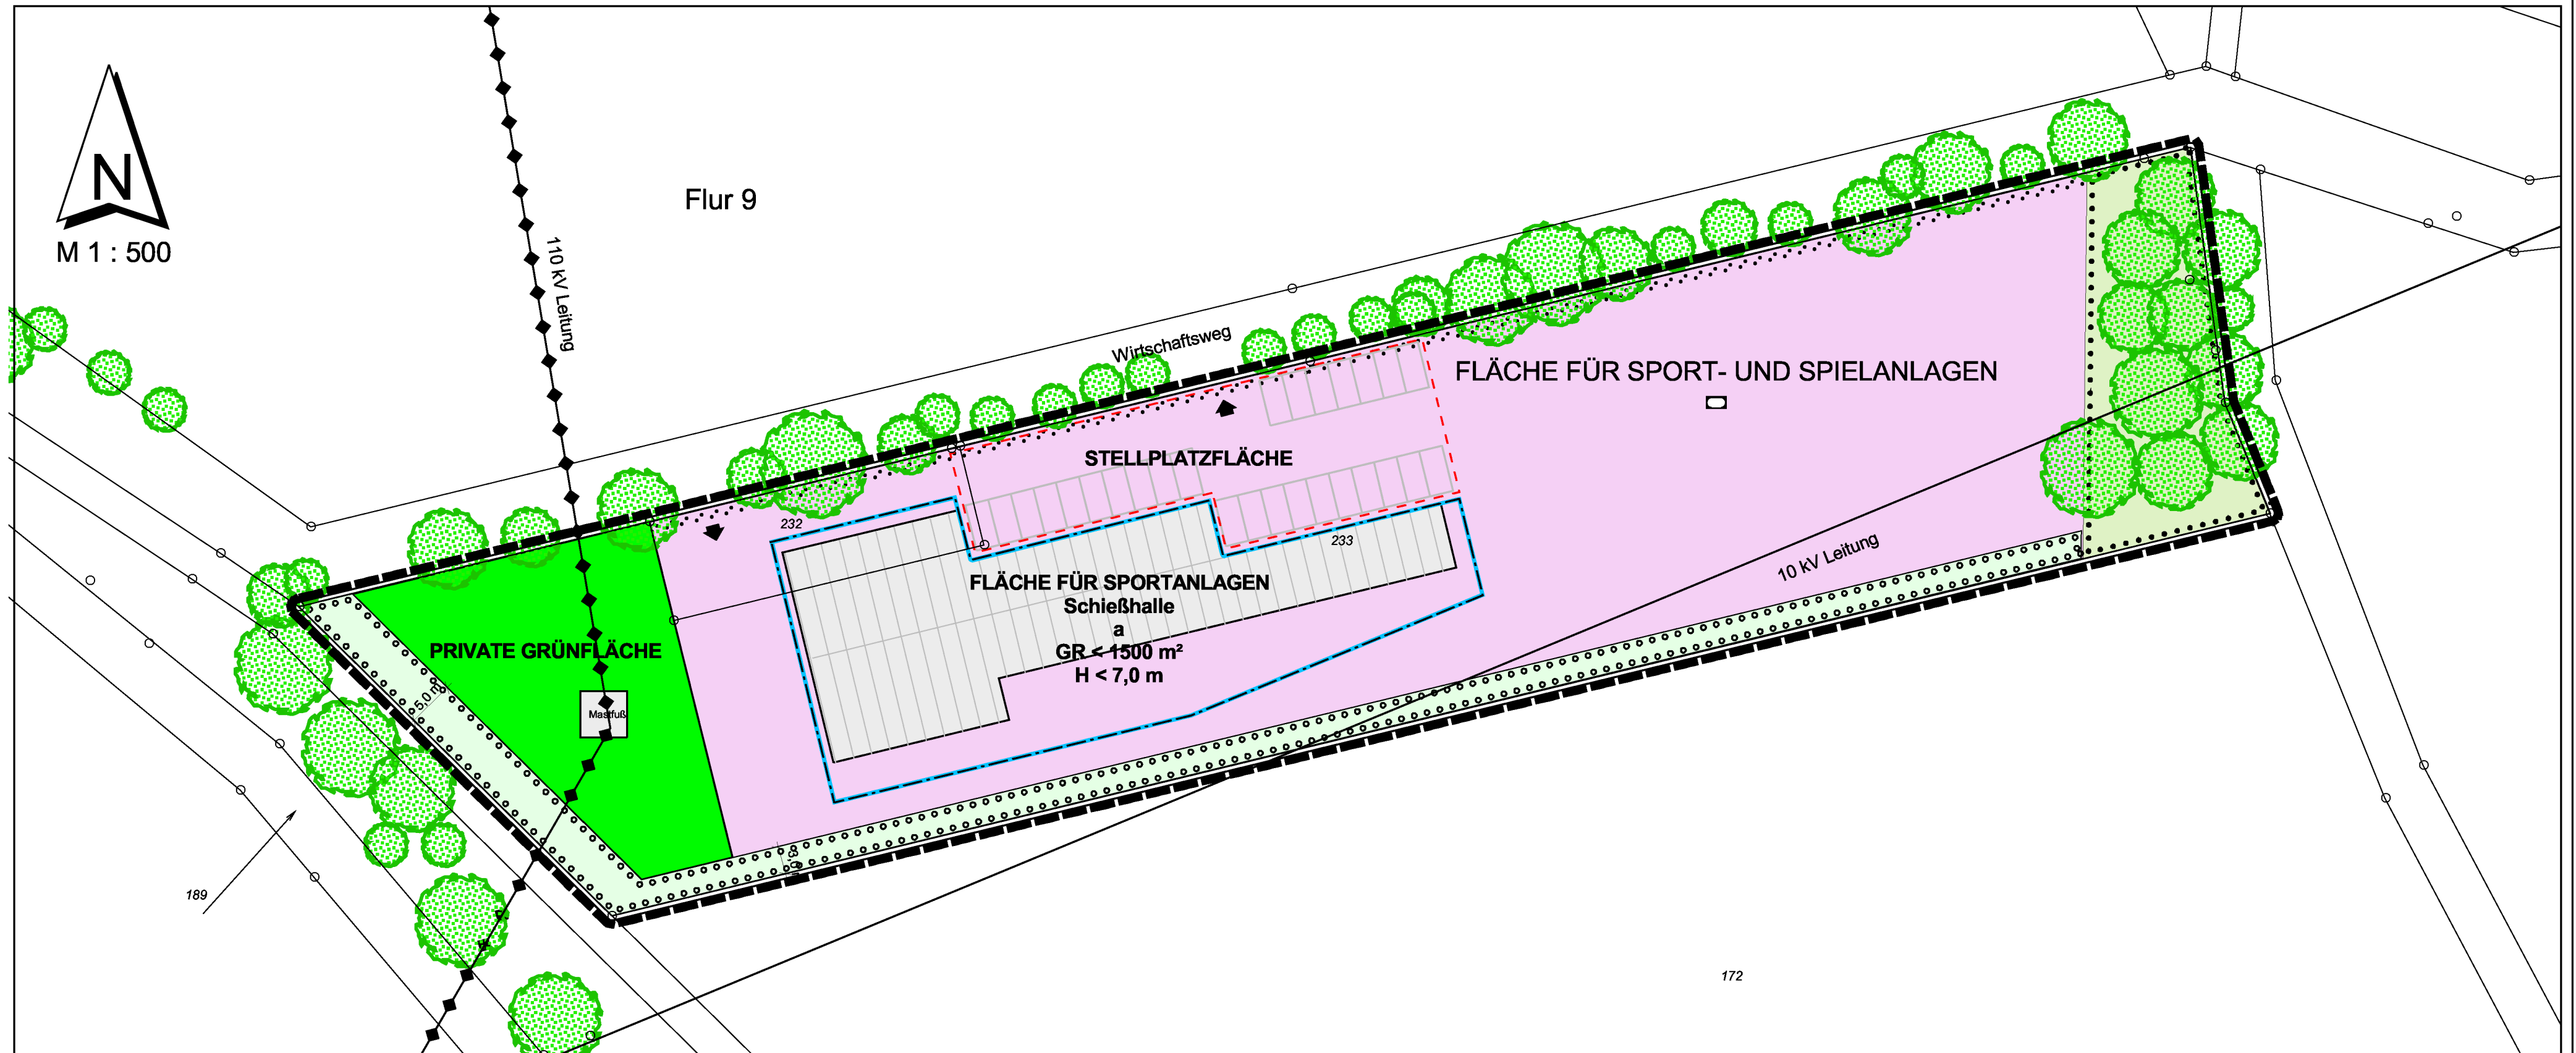 N
M 1 : 500
Flur 9
110 kV Leitung
Wirtschaftsweg
FLÄCHE FÜR SPORT- UND SPIELANLAGEN
STELLPLATZFLÄCHE
232
233
10 kV Leitung
FLÄCHE FÜR SPORTANLAGEN
Schießhalle
a
GR < 1500 m²
H < 7,0 m
PRIVATE GRÜNFLÄCHE
5,0 m
Mastfuß
189
172